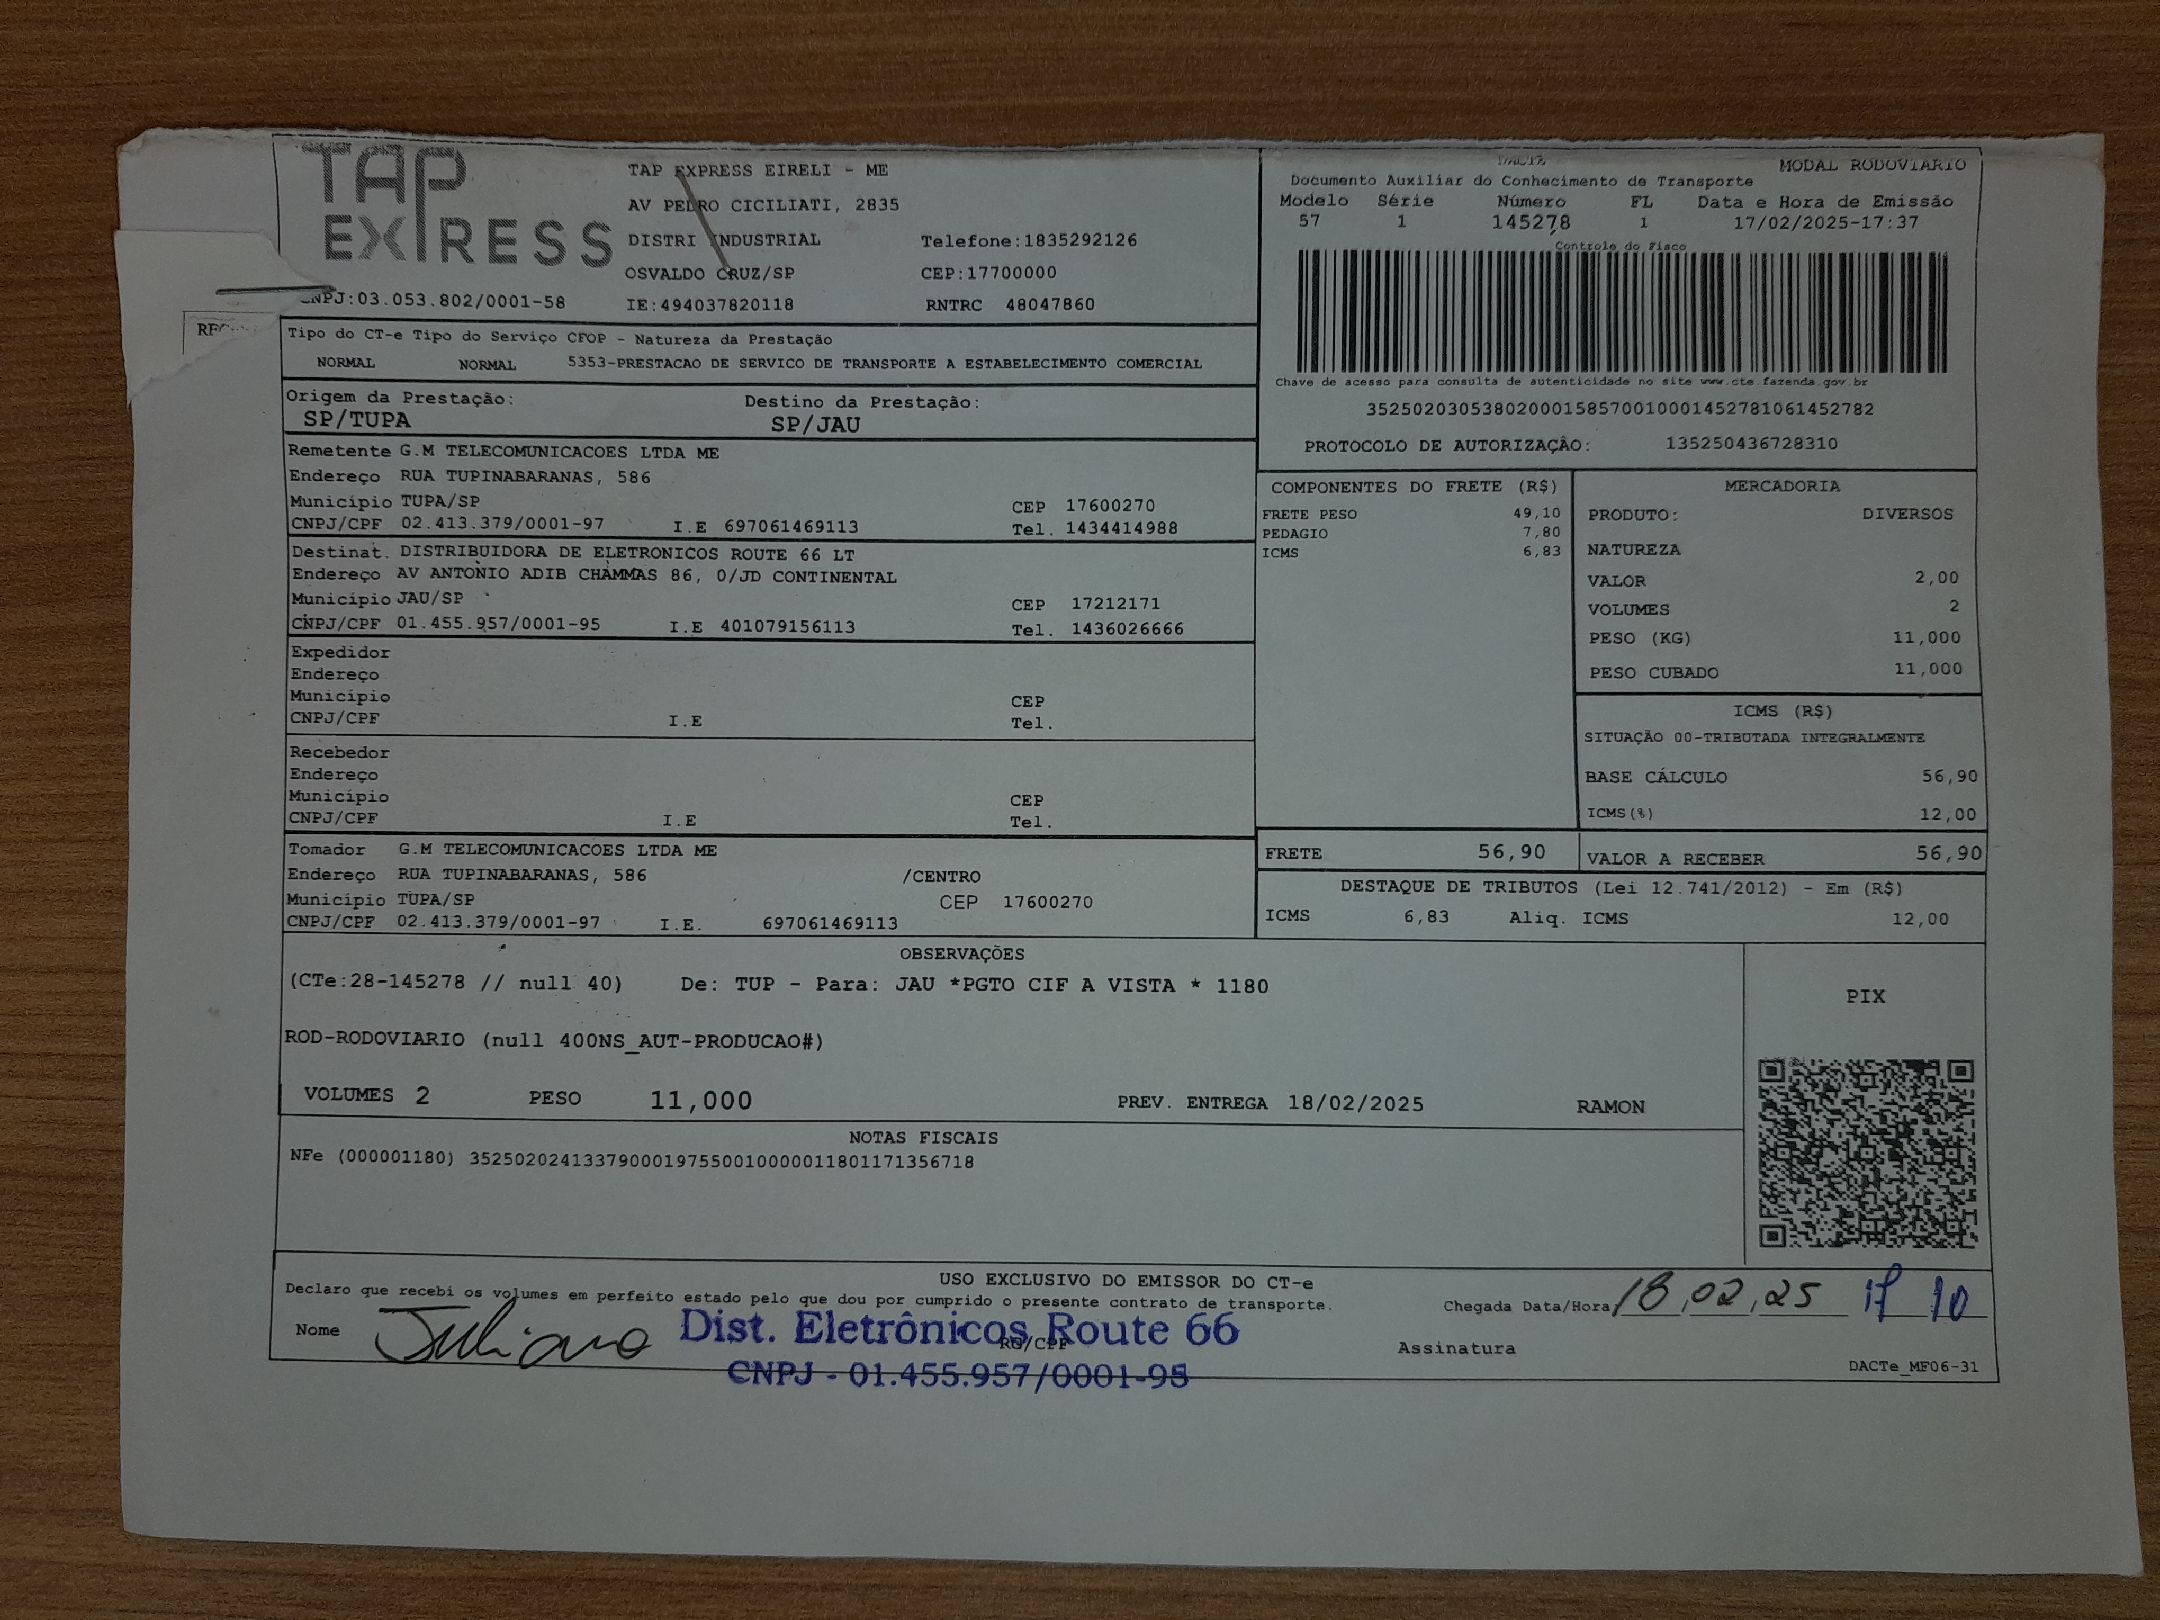 TAP
EXPRESS
CNPJ:03.053.802/0001-58
TAP EXPRESS EIRELI - ME
AV PEDRO CICILIATI, 2835
DISTRI INDUSTRIAL Telefone:1835292126
OSVALDO CRUZ/SP CEP:17700000
IE:494037820118 RNTRC 48047860
DACTE MODAL RODOVIARIO
Documento Auxiliar do Conhecimento de Transporte
Modelo Série Número FL Data e Hora de Emissão
57 1 145278 1 17/02/2025-17:37
Controle do Fisco
Chave de acesso para consulta de autenticidade no site www.cte.fazenda.gov.br
35250203053802000158570010001452781061452782
PROTOCOLO DE AUTORIZAÇÂO: 135250436728310
Tipo do CT-e Tipo do Serviço CFOP - Natureza da Prestação
NORMAL NORMAL 5353-PRESTACAO DE SERVICO DE TRANSPORTE A ESTABELECIMENTO COMERCIAL
Origem da Prestação: Destino da Prestação:
SP/TUPA SP/JAU
Remetente G.M TELECOMUNICACOES LTDA ME
Endereço RUA TUPINABARANAS, 586
Município TUPA/SP CEP 17600270
CNPJ/CPF 02.413.379/0001-97 I.E 697061469113 Tel. 1434414988
Destinat. DISTRIBUIDORA DE ELETRONICOS ROUTE 66 LT
Endereço AV ANTONIO ADIB CHAMMAS 86, 0/JD CONTINENTAL
Município JAU/SP CEP 17212171
CNPJ/CPF 01.455.957/0001-95 I.E 401079156113 Tel. 1436026666
Expedidor
Endereço
Município CEP
CNPJ/CPF I.E Tel.
Recebedor
Endereço
Município CEP
CNPJ/CPF I.E Tel.
Tomador G.M TELECOMUNICACOES LTDA ME
Endereço RUA TUPINABARANAS, 586 /CENTRO
Município TUPA/SP CEP 17600270
CNPJ/CPF 02.413.379/0001-97 I.E. 697061469113
COMPONENTES DO FRETE (R$)
FRETE PESO 49,10
PEDAGIO 7,80
ICMS 6,83
MERCADORIA
PRODUTO: DIVERSOS
NATUREZA
VALOR 2,00
VOLUMES 2
PESO (KG) 11,000
PESO CUBADO 11,000
ICMS (R$)
SITUAÇÃO 00-TRIBUTADA INTEGRALMENTE
BASE CÁLCULO 56,90
ICMS(%) 12,00
FRETE 56,90 VALOR A RECEBER 56,90
DESTAQUE DE TRIBUTOS (Lei 12.741/2012) - Em (R$)
ICMS 6,83 Aliq. ICMS 12,00
OBSERVAÇÕES
(CTe:28-145278 // null 40) De: TUP - Para: JAU *PGTO CIF A VISTA * 1180
ROD-RODOVIARIO (null 400NS_AUT-PRODUCAO#)
VOLUMES 2 PESO 11,000 PREV. ENTREGA 18/02/2025 RAMON
PIX
NOTAS FISCAIS
NFe (000001180) 35250202413379000197550010000011801171356718
USO EXCLUSIVO DO EMISSOR DO CT-e
Declaro que recebi os volumes em perfeito estado pelo que dou por cumprido o presente contrato de transporte.
Chegada Data/Hora 18,02,25 17 10
Nome Juliano RG/CPF Assinatura
Dist. Eletrônicos Route 66
CNPJ - 01.455.957/0001-95
DACTe_MF06-31